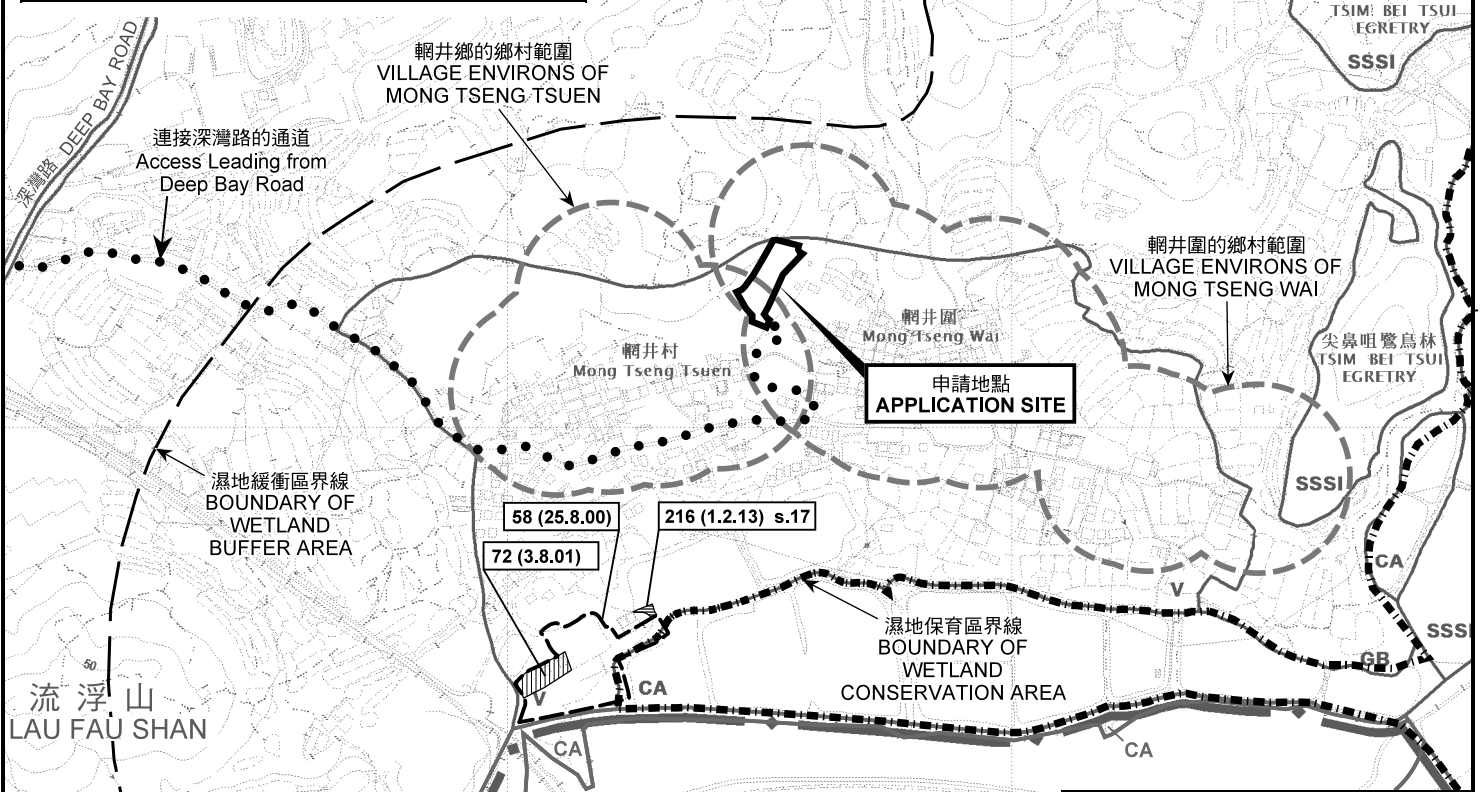 TSIM BEI TSUI
EGRETRY
SSSI
輞井鄉的鄉村範圍
VILLAGE ENVIRONS OF
MONG TSENG TSUEN
深灣路 DEEP BAY ROAD
連接深灣路的通道
Access Leading from
Deep Bay Road
輞井圍的鄉村範圍
VILLAGE ENVIRONS OF
MONG TSENG WAI
輞井圍
Mong Tseng Wai
輞井村
Mong Tseng Tsuen
尖鼻咀鷺鳥林
TSIM BEI TSUI
EGRETRY
申請地點
APPLICATION SITE
濕地緩衝區界線
BOUNDARY OF
WETLAND
BUFFER AREA
SSSI
58 (25.8.00)
216 (1.2.13) s.17
72 (3.8.01)
CA
V
濕地保育區界線
BOUNDARY OF
WETLAND
CONSERVATION AREA
SSSI
GB
50
流浮山
LAU FAU SHAN
V
CA
CA
CA